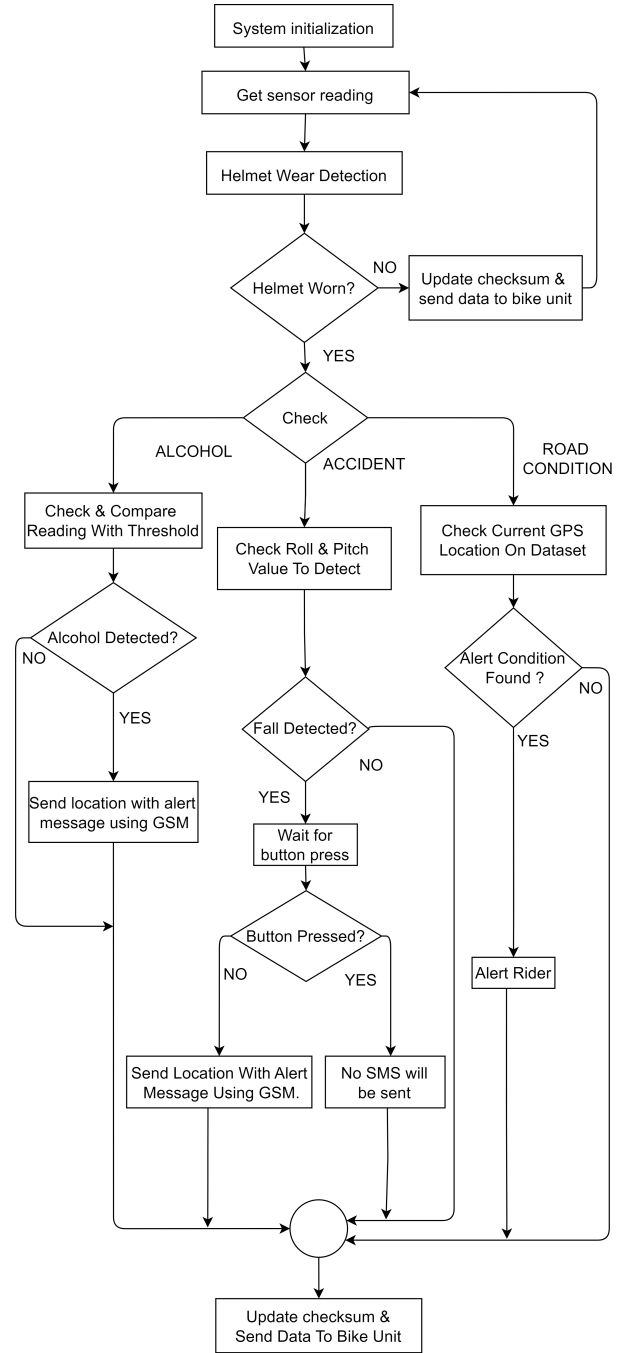 System initialization
Get sensor reading
Helmet Wear Detection
Helmet Worn?
NO
Update checksum &
send data to bike unit
YES
Check
ALCOHOL
ACCIDENT
ROAD
CONDITION
Check & Compare
Reading With Threshold
Check Roll & Pitch
Value To Detect
Check Current GPS
Location On Dataset
Alcohol Detected?
NO
YES
Alert Condition
Found ?
NO
YES
Fall Detected?
NO
YES
Send location with alert
message using GSM
Wait for
button press
Button Pressed?
NO
YES
Alert Rider
Send Location With Alert
Message Using GSM.
No SMS will
be sent
Update checksum &
Send Data To Bike Unit